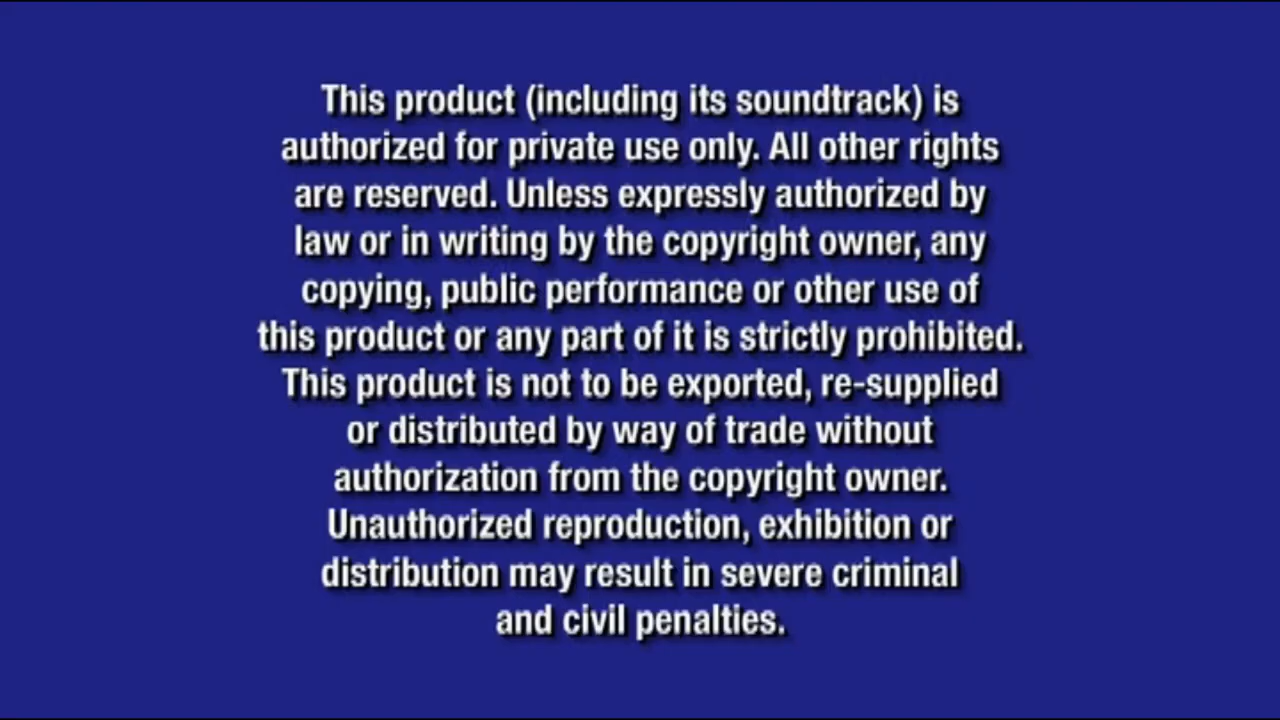 This product (including its soundtrack) is
authorized for private use only. All other rights
are reserved. Unless expressly authorized by
law or in writing by the copyright owner, any
copying, public performance or other use of
this product or any part of it is strictly prohibited.
This product is not to be exported, re-supplied
or distributed by way of trade without
authorization from the copyright owner.
Unauthorized reproduction, exhibition or
distribution may result in severe criminal
and civil penalties.